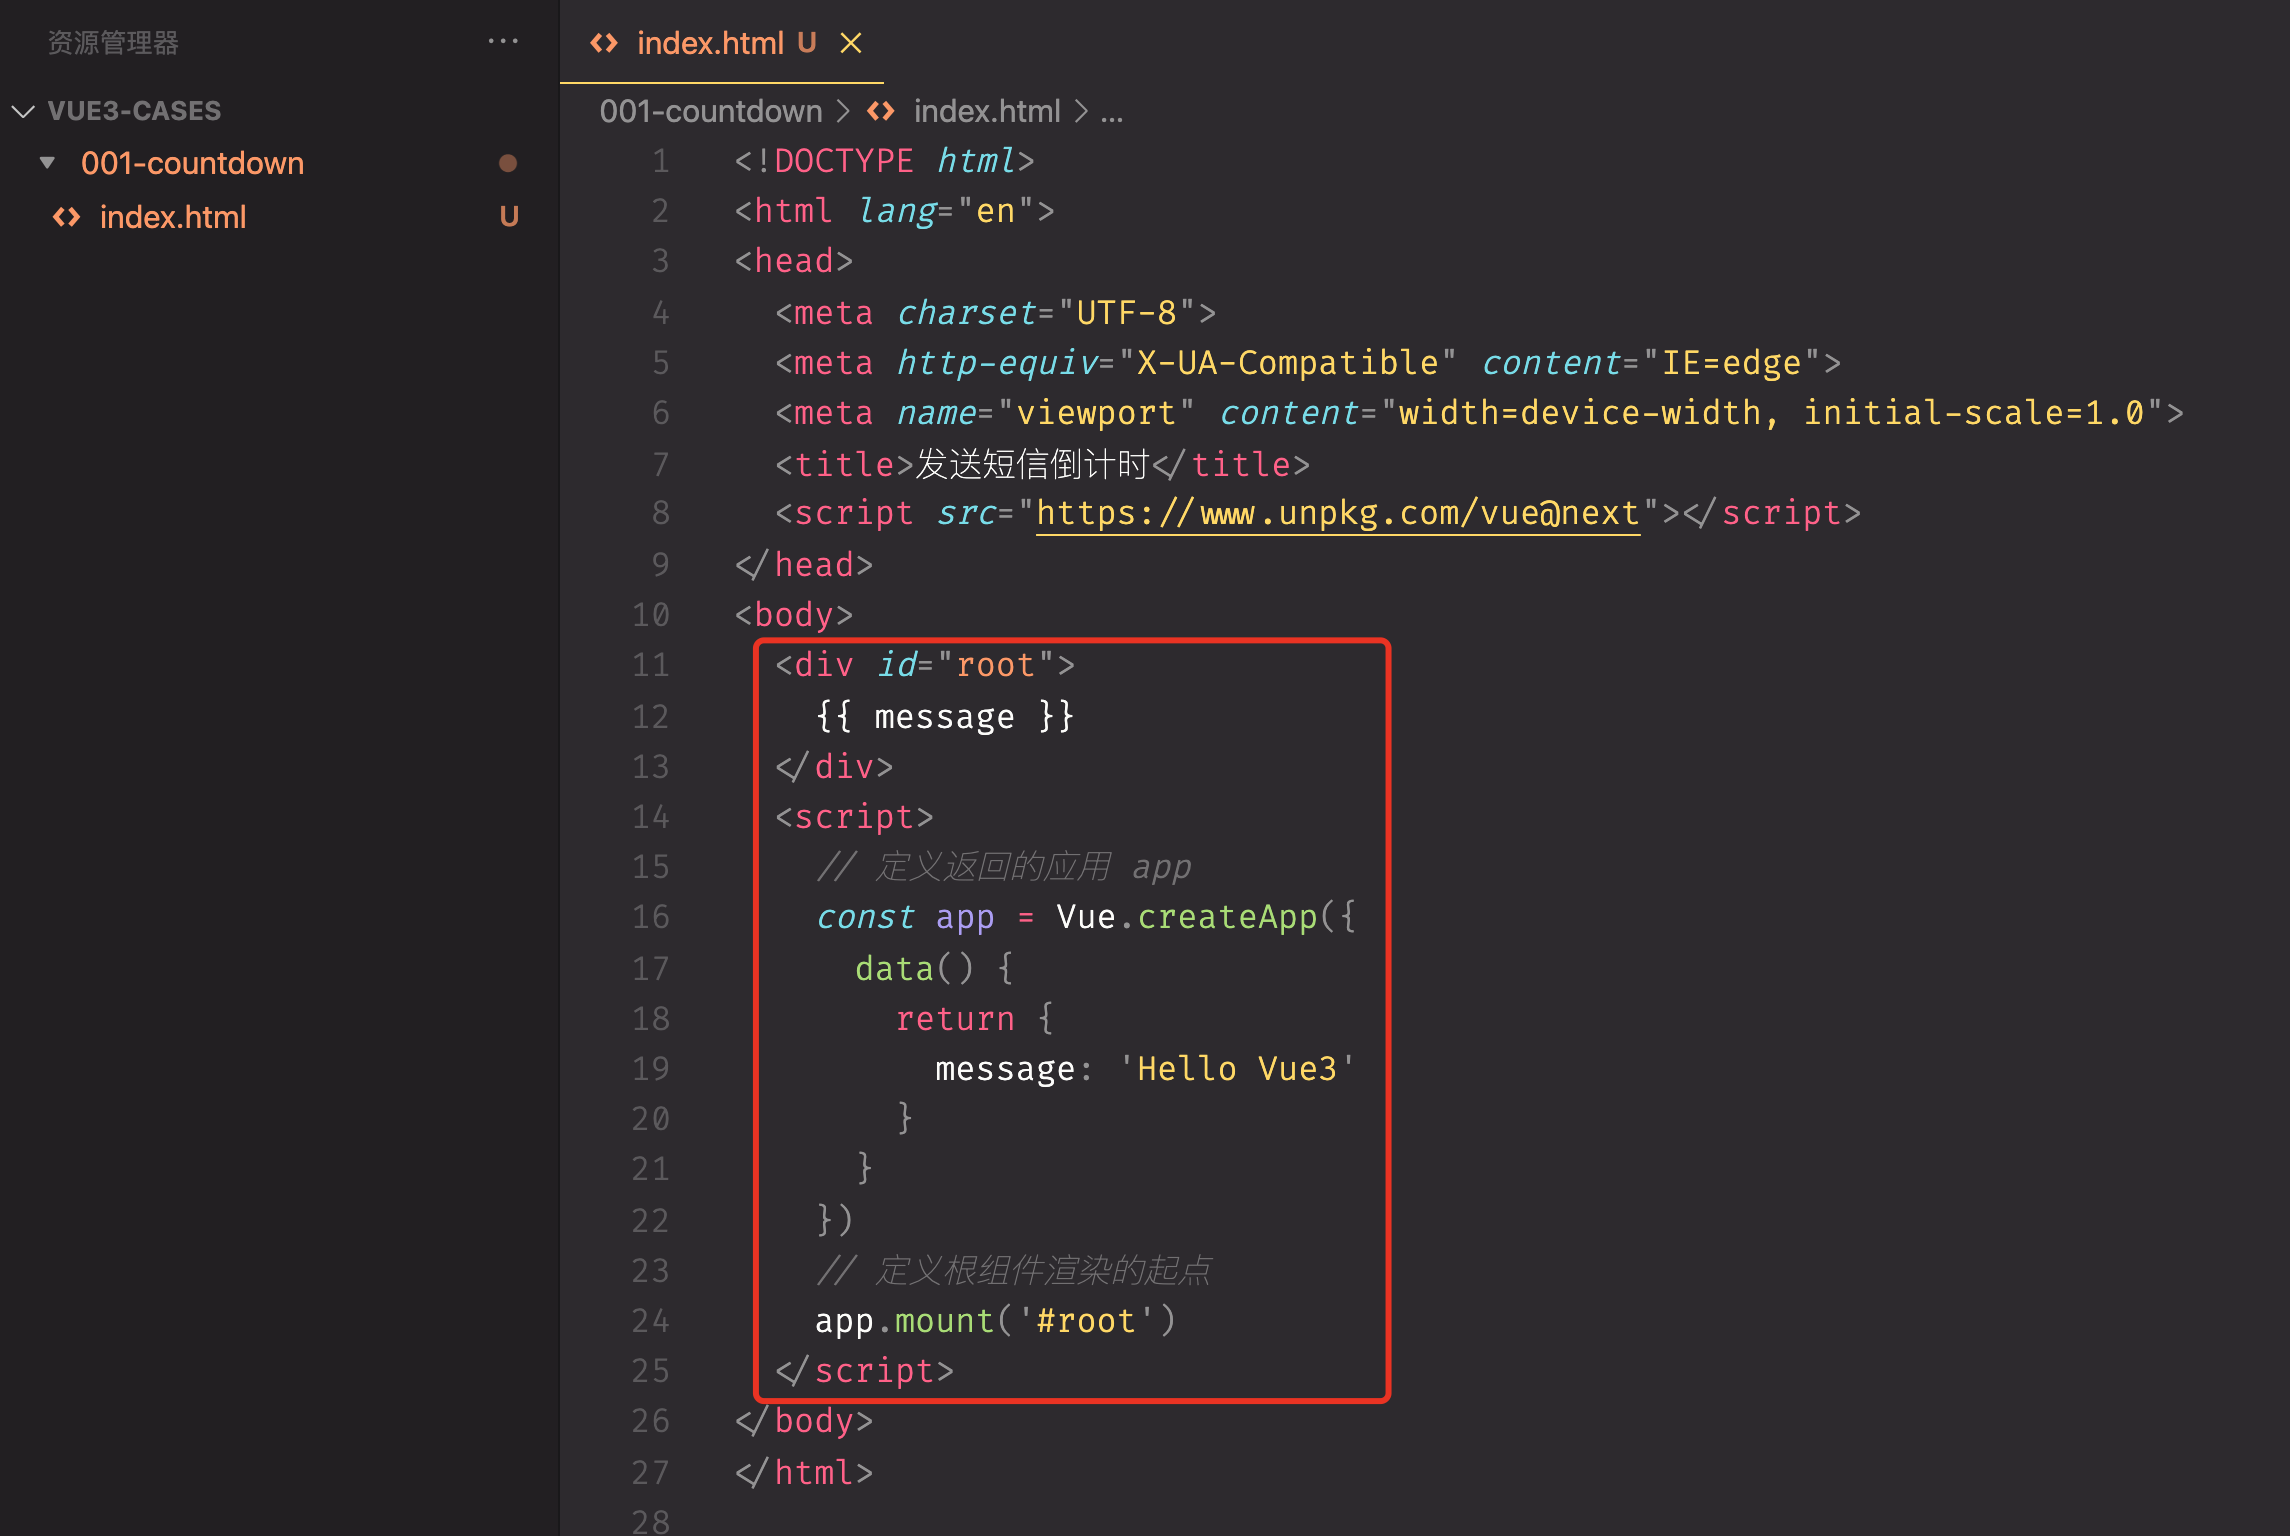 资源管理器 ···
VUE3-CASES
001-countdown
index.html U
index.html U
001-countdown > index.html > ...
1 <!DOCTYPE html>
2 <html lang="en">
3 <head>
4 <meta charset="UTF-8">
5 <meta http-equiv="X-UA-Compatible" content="IE=edge">
6 <meta name="viewport" content="width=device-width, initial-scale=1.0">
7 <title>发送短信倒计时</title>
8 <script src="https://www.unpkg.com/vue@next"></script>
9 </head>
10 <body>
11 <div id="root">
12 {{ message }}
13 </div>
14 <script>
15 // 定义返回的应用 app
16 const app = Vue.createApp({
17 data() {
18 return {
19 message: 'Hello Vue3'
20 }
21 }
22 })
23 // 定义根组件渲染的起点
24 app.mount('#root')
25 </script>
26 </body>
27 </html>
28